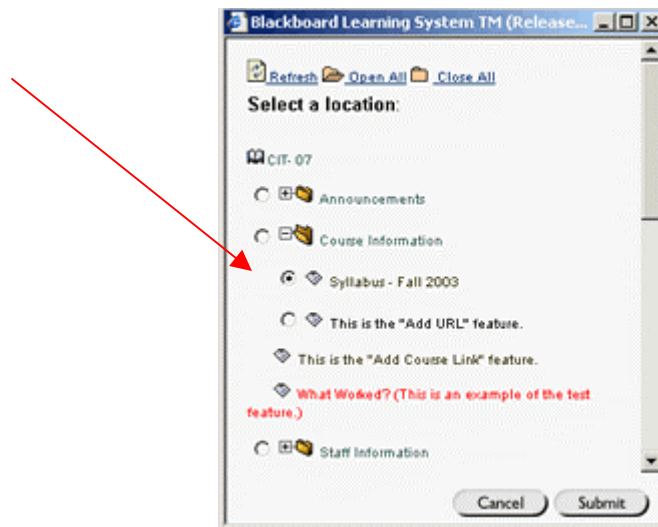 Blackboard Learning System TM (Release...
Refresh Open All Close All
Select a location:
CIT- 07
Announcements
Course Information
Syllabus - Fall 2003
This is the "Add URL" feature.
This is the "Add Course Link" feature.
What Worked? (This is an example of the test
feature.)
Staff Information
Cancel Submit